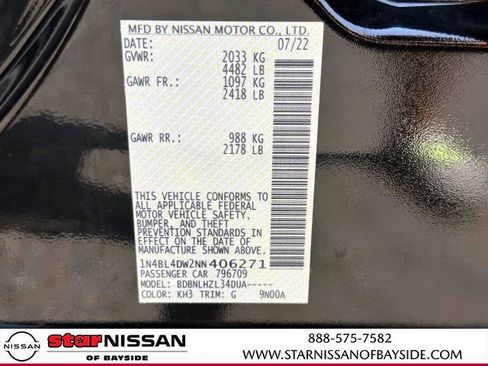 MFD BY NISSAN MOTOR CO., LTD.
DATE: 07/22
GVWR: 2033 KG
4482 LB
GAWR FR.: 1097 KG
2418 LB
GAWR RR.: 988 KG
2178 LB
THIS VEHICLE CONFORMS TO
ALL APPLICABLE FEDERAL
MOTOR VEHICLE SAFETY,
BUMPER, AND THEFT
PREVENTION STANDARDS
IN EFFECT ON THE DATE OF
MANUFACTURE SHOWN ABOVE.
1N4BL4DW2NN406271
PASSENGER CAR 796709
MODEL: BDBNLHZL34DUA-----
COLOR: KH3 TRIM: G 9N00A
NISSAN starNISSAN OF BAYSIDE
888-575-7582
WWW.STARNISSANOFBAYSIDE.COM